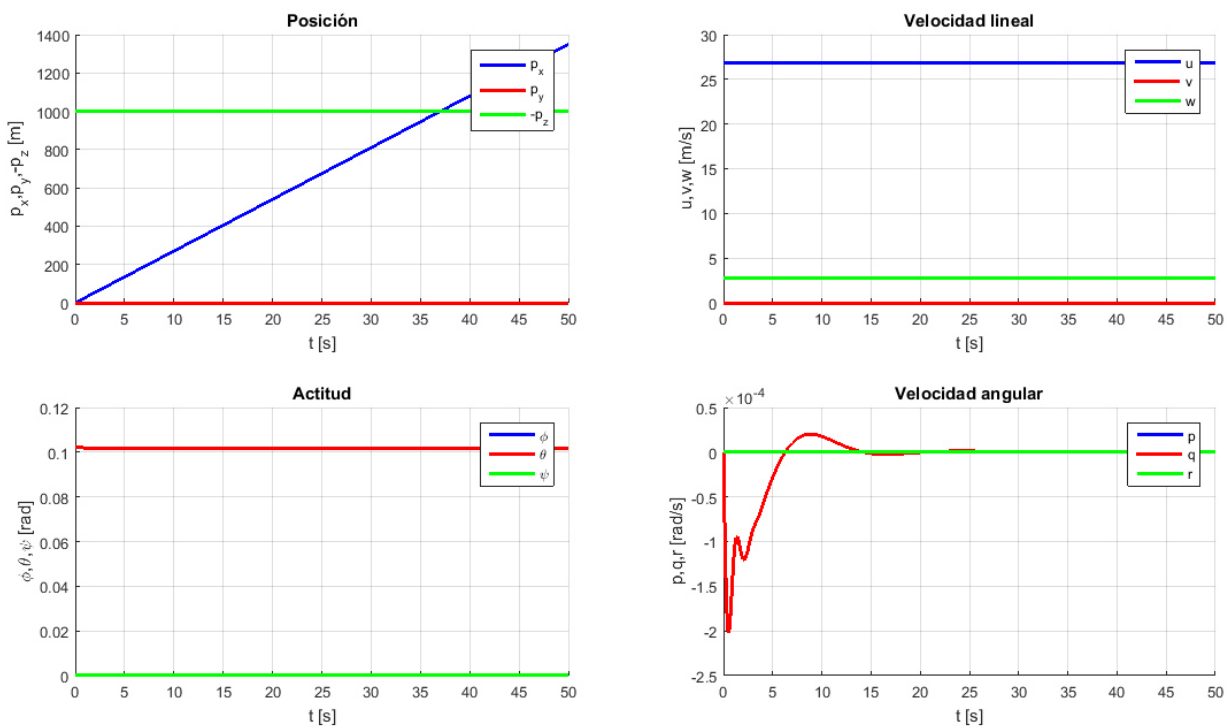 Posición
1400
1200
1000
800
600
400
200
0
p_x,p_y,-p_z [m]
p_x
p_y
-p_z
0 5 10 15 20 25 30 35 40 45 50
t [s]
Velocidad lineal
30
25
20
15
10
5
0
u,v,w [m/s]
u
v
w
0 5 10 15 20 25 30 35 40 45 50
t [s]
Actitud
0.12
0.1
0.08
0.06
0.04
0.02
0
ϕ,θ,ψ [rad]
ϕ
θ
ψ
0 5 10 15 20 25 30 35 40 45 50
t [s]
Velocidad angular
×10⁻⁴
0.5
0
-0.5
-1
-1.5
-2
-2.5
p,q,r [rad/s]
p
q
r
0 5 10 15 20 25 30 35 40 45 50
t [s]